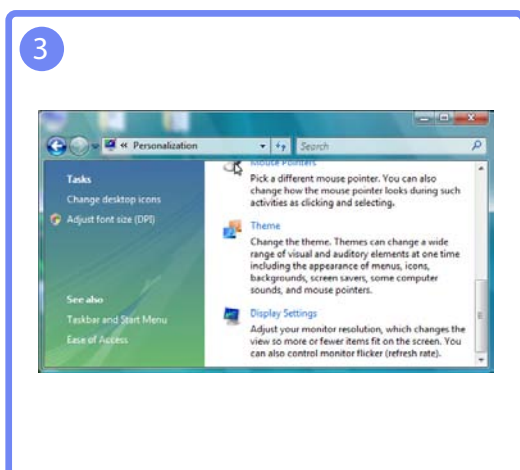 3
« Personalization
Search
Tasks
Change desktop icons
Adjust font size (DPI)
See also
Taskbar and Start Menu
Ease of Access
Mouse Pointers
Pick a different mouse pointer. You can also
change how the mouse pointer looks during such
activities as clicking and selecting.
Theme
Change the theme. Themes can change a wide
range of visual and auditory elements at one time
including the appearance of menus, icons,
backgrounds, screen savers, some computer
sounds, and mouse pointers.
Display Settings
Adjust your monitor resolution, which changes the
view so more or fewer items fit on the screen. You
can also control monitor flicker (refresh rate).